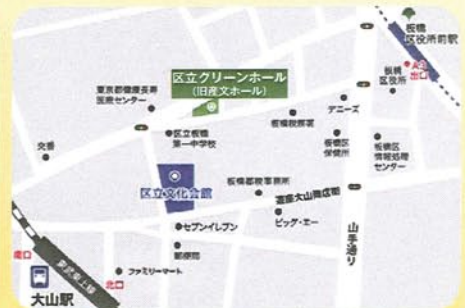 板橋
区役所前駅
区立グリーンホール
(旧産文ホール)
板橋
区役所
A3
出口
東京都健康長寿
医療センター
デニーズ
交番
区立板橋
第一中学校
板橋税務署
板橋区
保健所
板橋区
情報処理
センター
区立文化会館
板橋都税事務所
遊座大山商店街
セブンイレブン
ビッグ・エー
山手通り
郵便局
南口
東武東上線
北口
ファミリーマート
大山駅